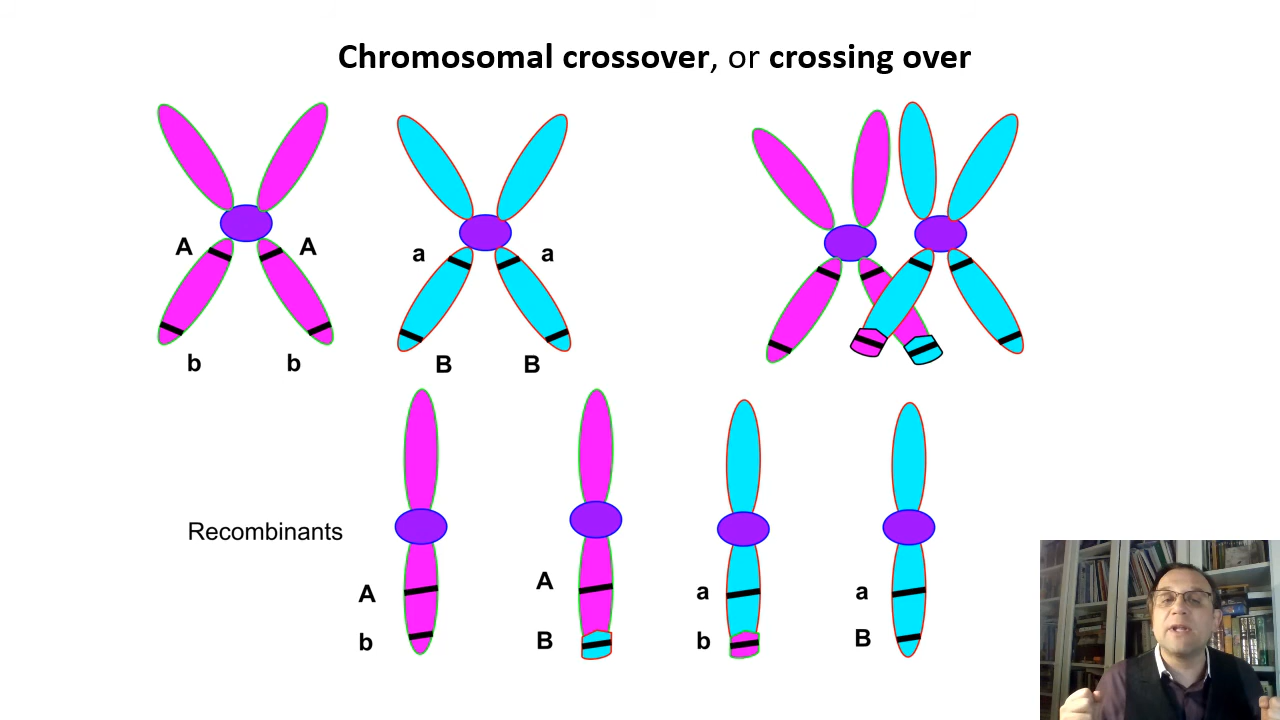 Chromosomal crossover, or crossing over
A A
a a
b b
B B
Recombinants
A A a a
b B b B